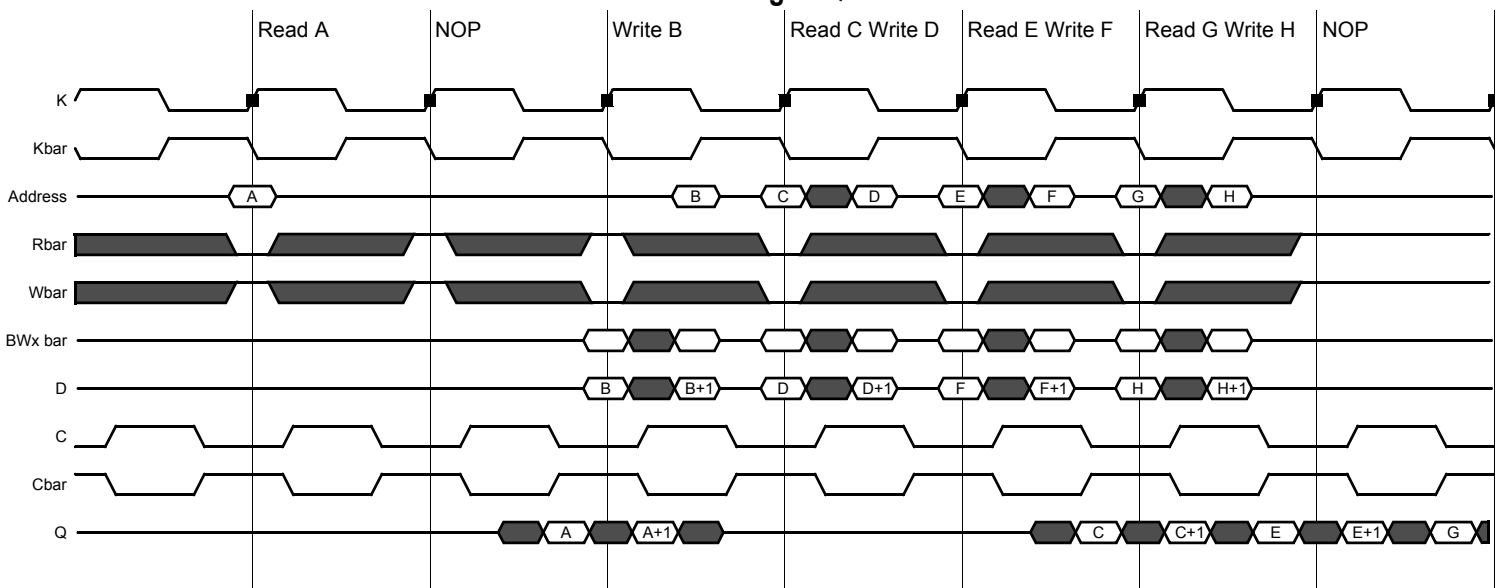 Read A NOP Write B Read C Write D Read E Write F Read G Write H NOP
K
Kbar
Address A B C D E F G H
Rbar
Wbar
BWx bar
D B B+1 D D+1 F F+1 H H+1
C
Cbar
Q A A+1 C C+1 E E+1 G